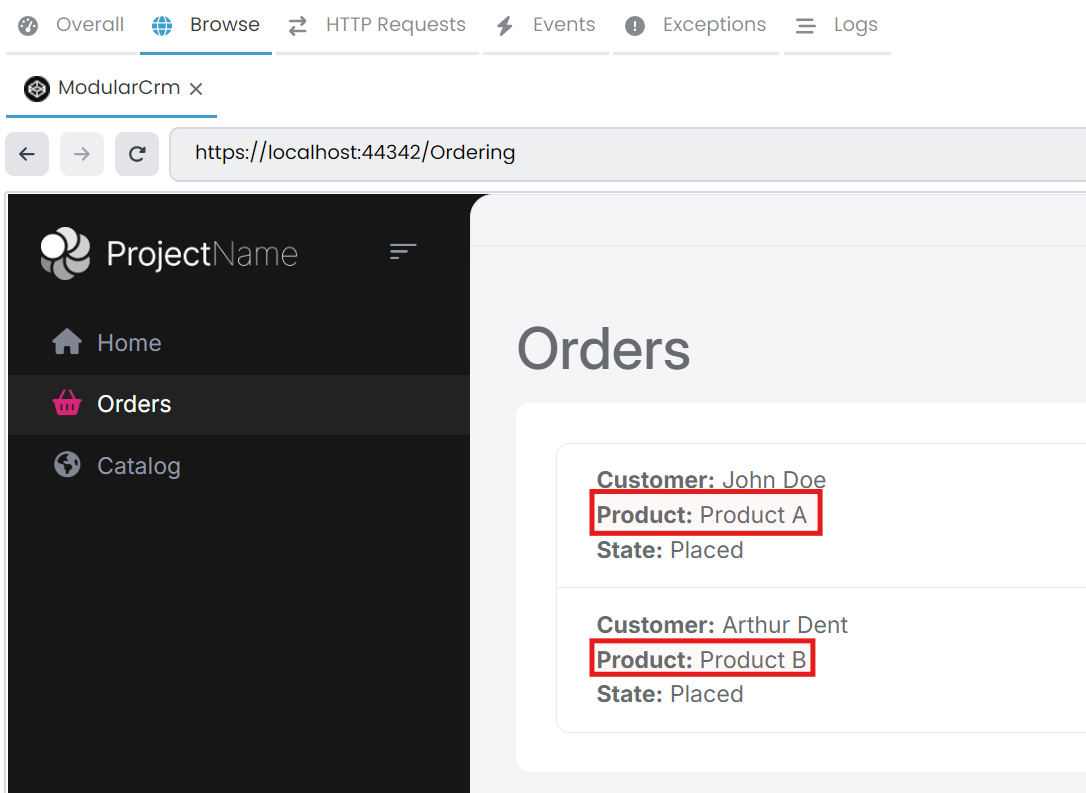 Overall Browse HTTP Requests Events Exceptions Logs
ModularCrm
https://localhost:44342/Ordering
ProjectName
Home
Orders
Catalog
Orders
Customer: John Doe
Product: Product A
State: Placed
Customer: Arthur Dent
Product: Product B
State: Placed